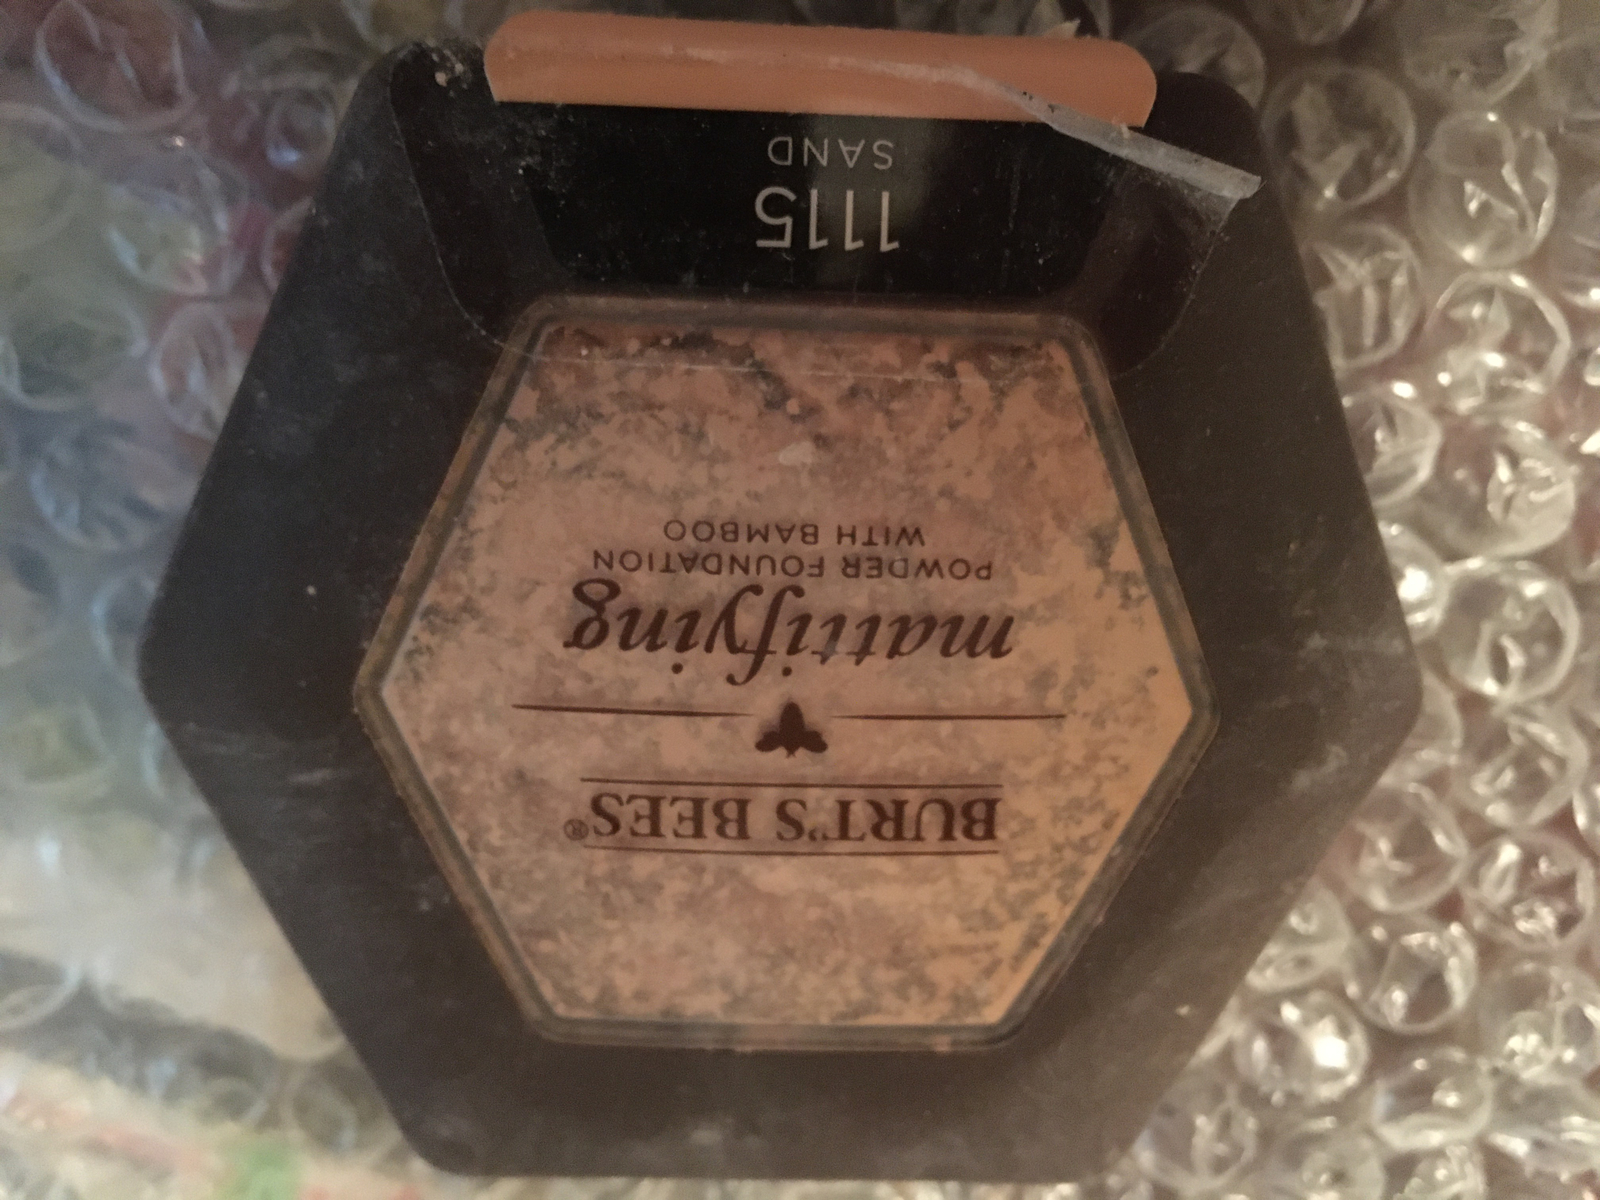 BURT'S BEES®
mattifying
POWDER FOUNDATION
WITH BAMBOO
1115
SAND